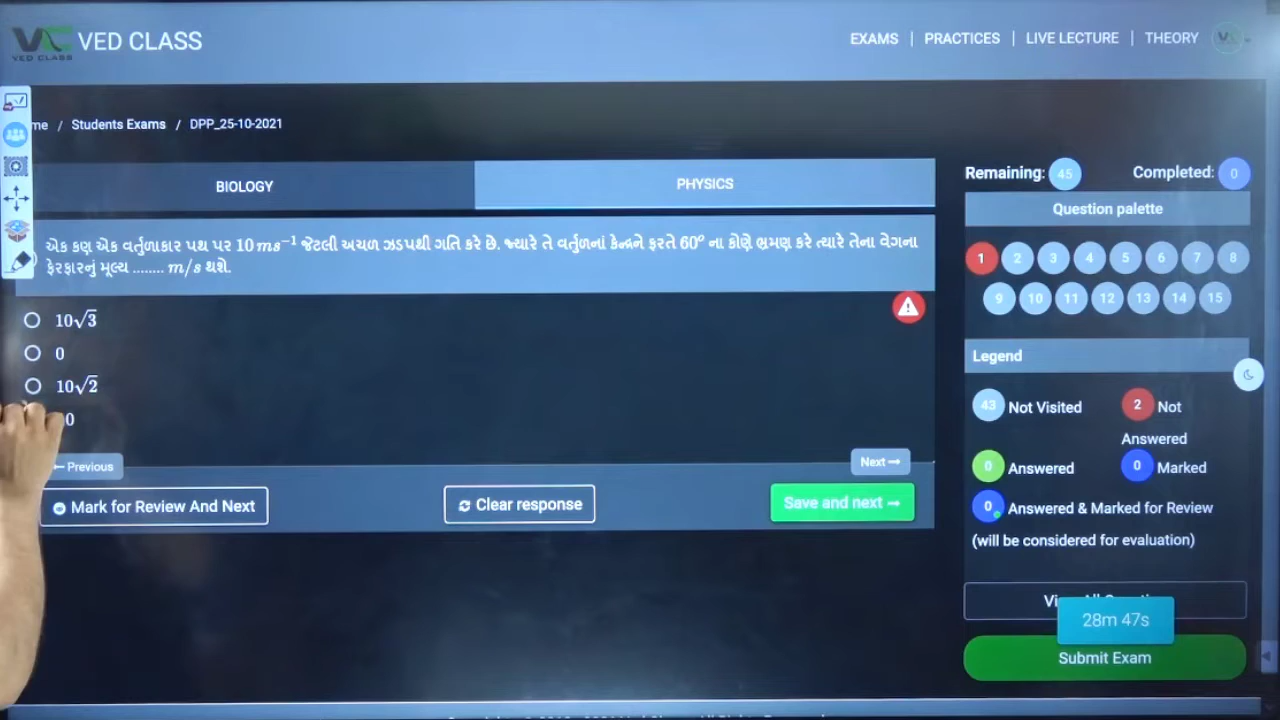 VED CLASS
VED CLASS
EXAMS | PRACTICES | LIVE LECTURE | THEORY
me / Students Exams / DPP_25-10-2021
BIOLOGY
PHYSICS
એક કણ એક વર્તુળાકાર પથ પર 10 ms⁻¹ જેટલી અચળ ઝડપથી ગતિ કરે છે. જ્યારે તે વર્તુળનાં કેન્દ્રને ફરતે 60° ના કોણે ભ્રમણ કરે ત્યારે તેના વેગના
ફેરફારનું મૂલ્ય ........ m/s થશે.
10√3
0
10√2
0
← Previous
Next →
Mark for Review And Next
Clear response
Save and next →
Remaining: 45
Completed: 0
Question palette
1 2 3 4 5 6 7 8
9 10 11 12 13 14 15
Legend
43 Not Visited
2 Not Answered
0 Answered
0 Marked
0 Answered & Marked for Review
(will be considered for evaluation)
28m 47s
Submit Exam